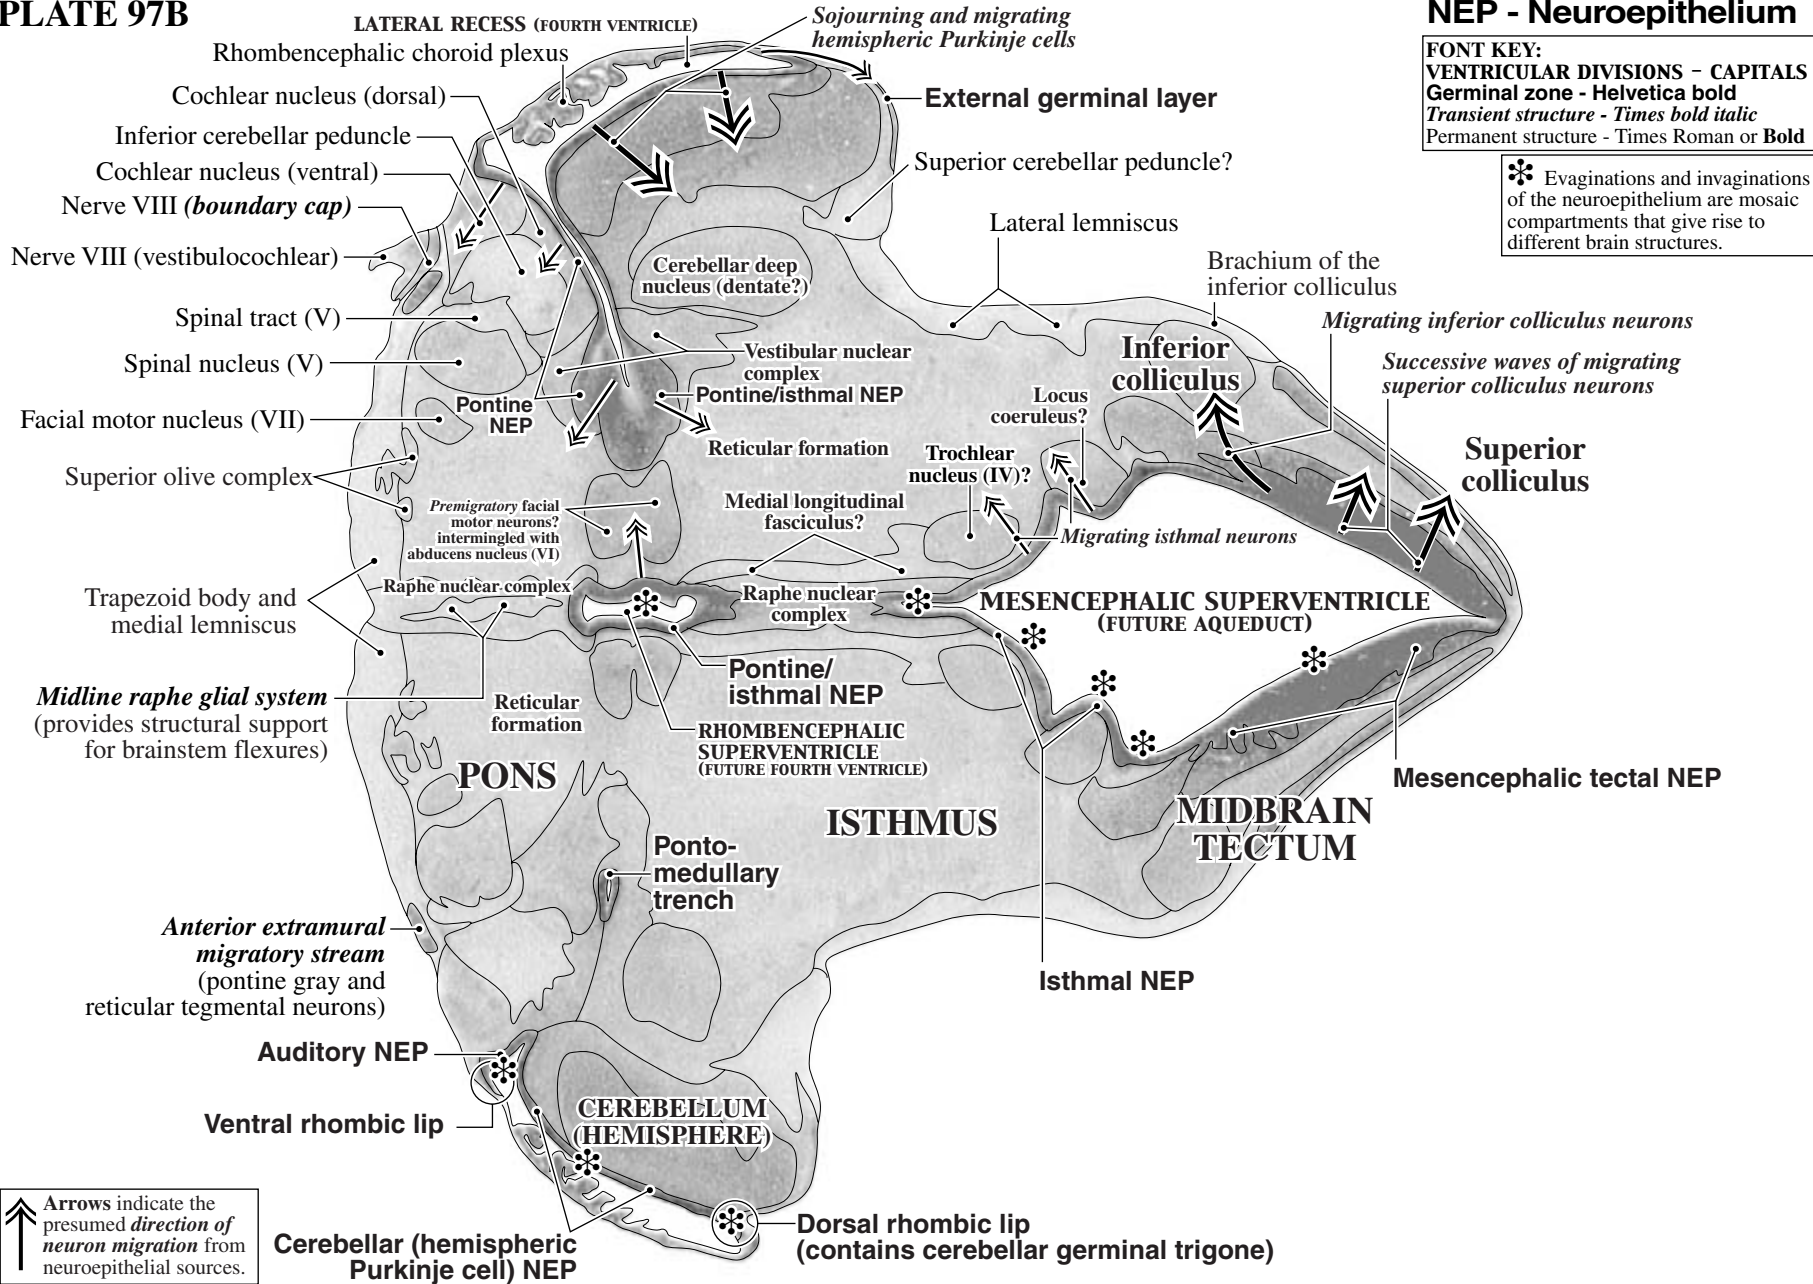 PLATE 97B
NEP - Neuroepithelium
FONT KEY:
VENTRICULAR DIVISIONS – CAPITALS
Germinal zone - Helvetica bold
Transient structure - Times bold italic
Permanent structure - Times Roman or Bold
Evaginations and invaginations
of the neuroepithelium are mosaic
compartments that give rise to
different brain structures.
LATERAL RECESS (FOURTH VENTRICLE)
Sojourning and migrating
hemispheric Purkinje cells
Rhombencephalic choroid plexus
Cochlear nucleus (dorsal)
External germinal layer
Inferior cerebellar peduncle
Superior cerebellar peduncle?
Cochlear nucleus (ventral)
Nerve VIII (boundary cap)
Lateral lemniscus
Nerve VIII (vestibulocochlear)
Cerebellar deep
nucleus (dentate?)
Brachium of the
inferior colliculus
Spinal tract (V)
Migrating inferior colliculus neurons
Spinal nucleus (V)
Vestibular nuclear
complex
Inferior
colliculus
Successive waves of migrating
superior colliculus neurons
Pontine
NEP
Pontine/isthmal NEP
Locus
coeruleus?
Facial motor nucleus (VII)
Reticular formation
Trochlear
nucleus (IV)?
Superior
colliculus
Superior olive complex
Premigratory facial
motor neurons?
intermingled with
abducens nucleus (VI)
Medial longitudinal
fasciculus?
Migrating isthmal neurons
Raphe nuclear complex
Raphe nuclear
complex
MESENCEPHALIC SUPERVENTRICLE
(FUTURE AQUEDUCT)
Trapezoid body and
medial lemniscus
Pontine/
isthmal NEP
Midline raphe glial system
(provides structural support
for brainstem flexures)
Reticular
formation
RHOMBENCEPHALIC
SUPERVENTRICLE
(FUTURE FOURTH VENTRICLE)
PONS
Mesencephalic tectal NEP
ISTHMUS
MIDBRAIN
TECTUM
Ponto-
medullary
trench
Anterior extramural
migratory stream
(pontine gray and
reticular tegmental neurons)
Isthmal NEP
Auditory NEP
Ventral rhombic lip
CEREBELLUM
(HEMISPHERE)
Arrows indicate the
presumed direction of
neuron migration from
neuroepithelial sources.
Cerebellar (hemispheric
Purkinje cell) NEP
Dorsal rhombic lip
(contains cerebellar germinal trigone)